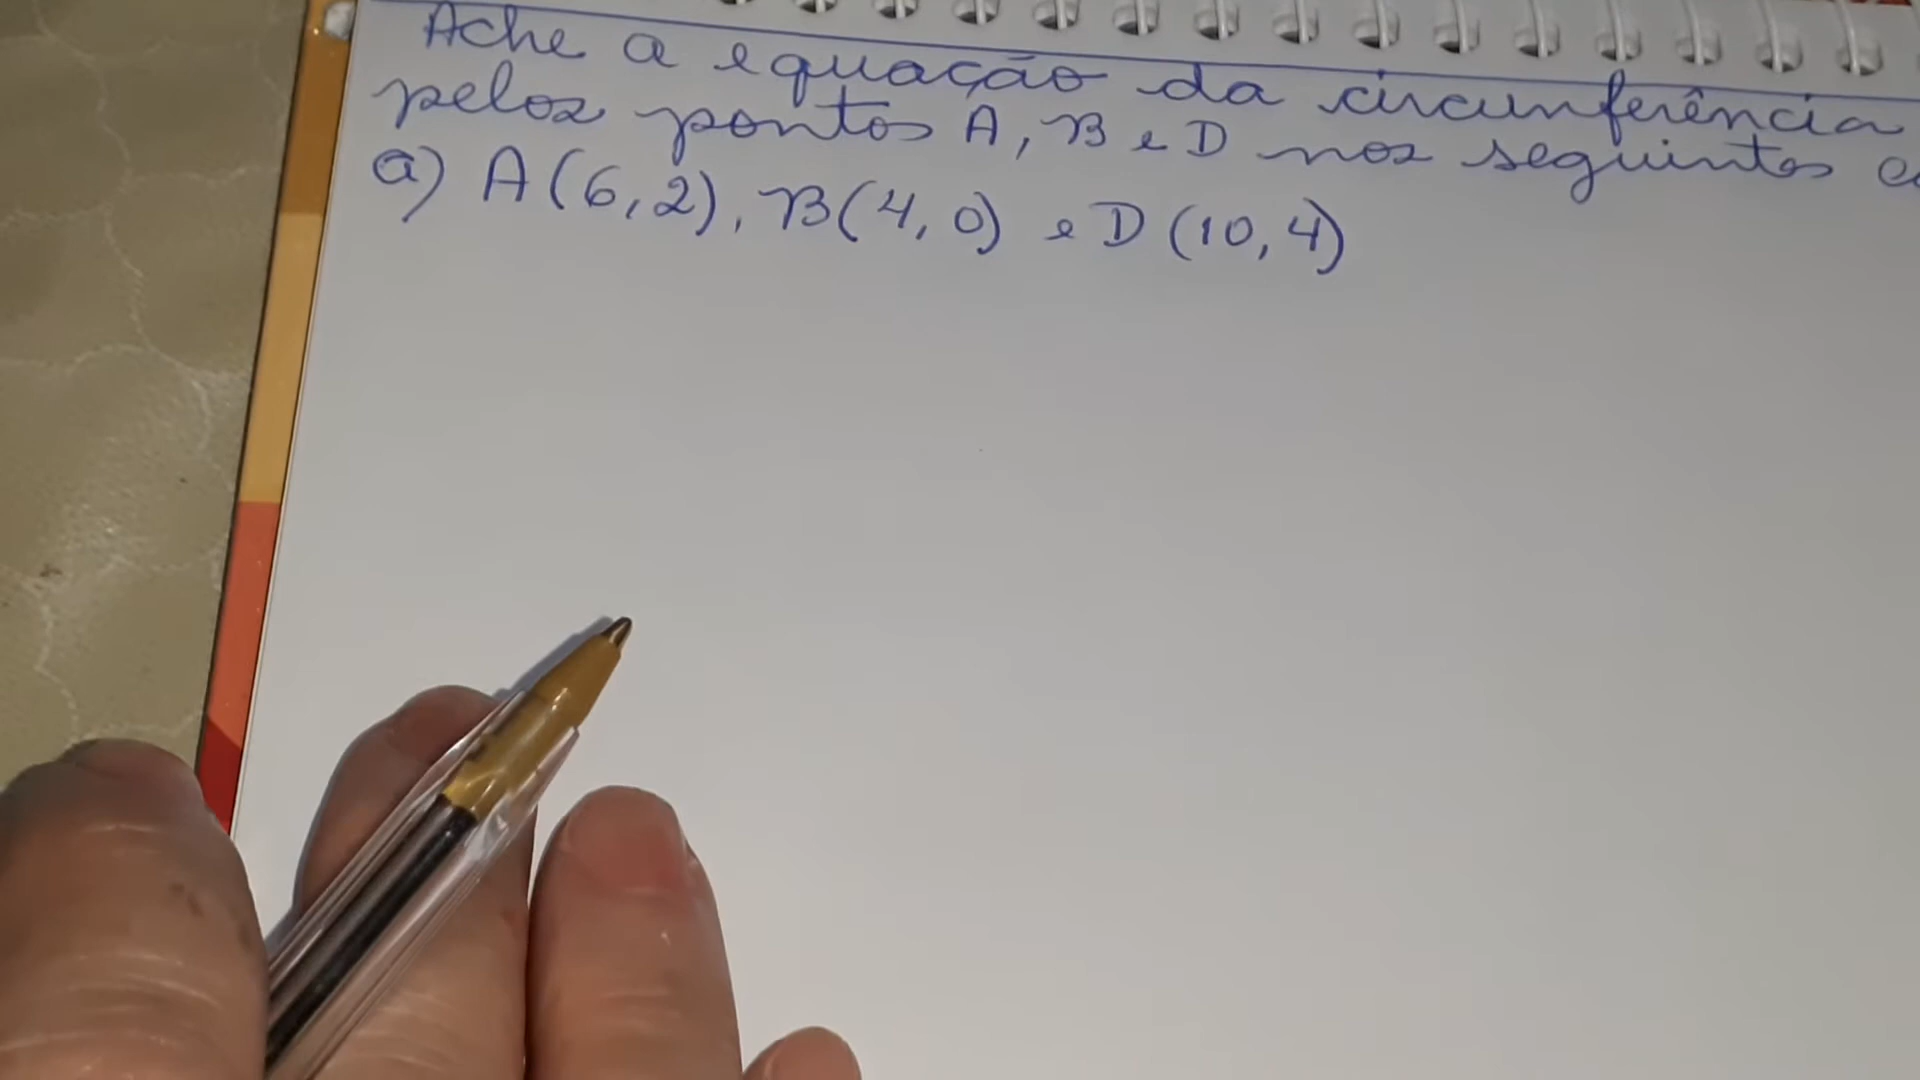 Ache a equação da circunferência
pelos pontos A, B e D nos seguintes
a) A(6,2), B(4,0) e D(10,4)